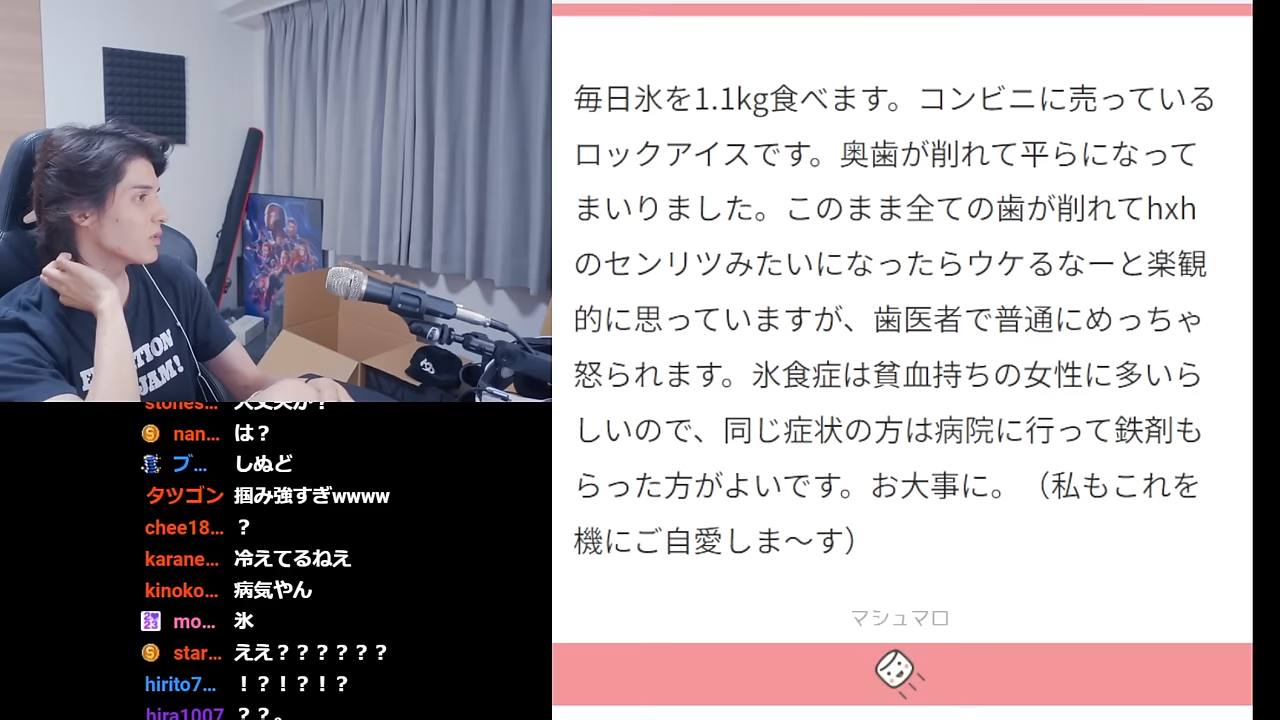 毎日氷を1.1kg食べます。コンビニに売っている
ロックアイスです。奥歯が削れて平らになって
まいりました。このまま全ての歯が削れてhxh
のセンリツみたいになったらウケるなーと楽観
的に思っていますが、歯医者で普通にめっちゃ
怒られます。氷食症は貧血持ちの女性に多いら
しいので、同じ症状の方は病院に行って鉄剤も
らった方がよいです。お大事に。（私もこれを
機にご自愛しま〜す）
マシュマロ
JAM!
stones… 大丈夫か？
nan… は？
ブ… しぬど
タツゴン 掴み強すぎwwww
chee18… ？
karane… 冷えてるねえ
kinoko… 病気やん
mo… 氷
star… ええ？？？？？？
hirito7… ！？！？！？
hira1007 ？？。